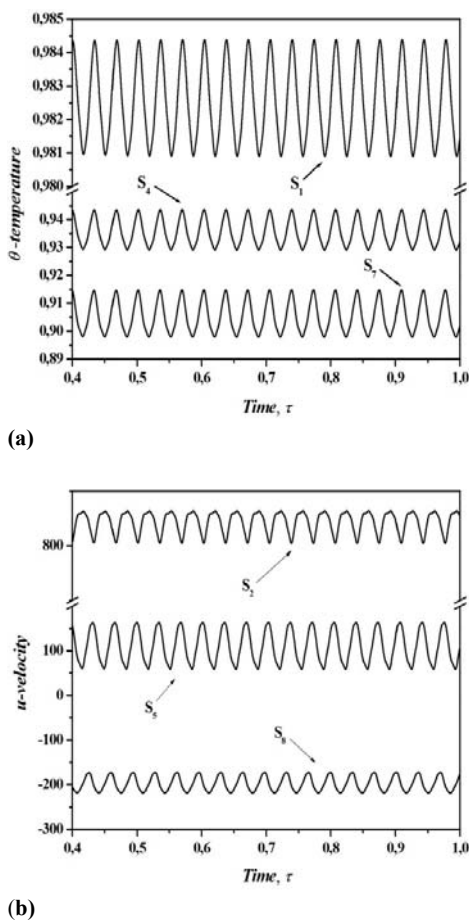 0,985
0,984
0,983
0,982
0,981
0,980
0,94
0,93
0,92
0,91
0,90
0,89
θ-temperature
S4
S1
S7
0,4 0,5 0,6 0,7 0,8 0,9 1,0
Time, τ
(a)
800
100
0
-100
-200
-300
u-velocity
S2
S5
S8
0,4 0,5 0,6 0,7 0,8 0,9 1,0
Time, τ
(b)